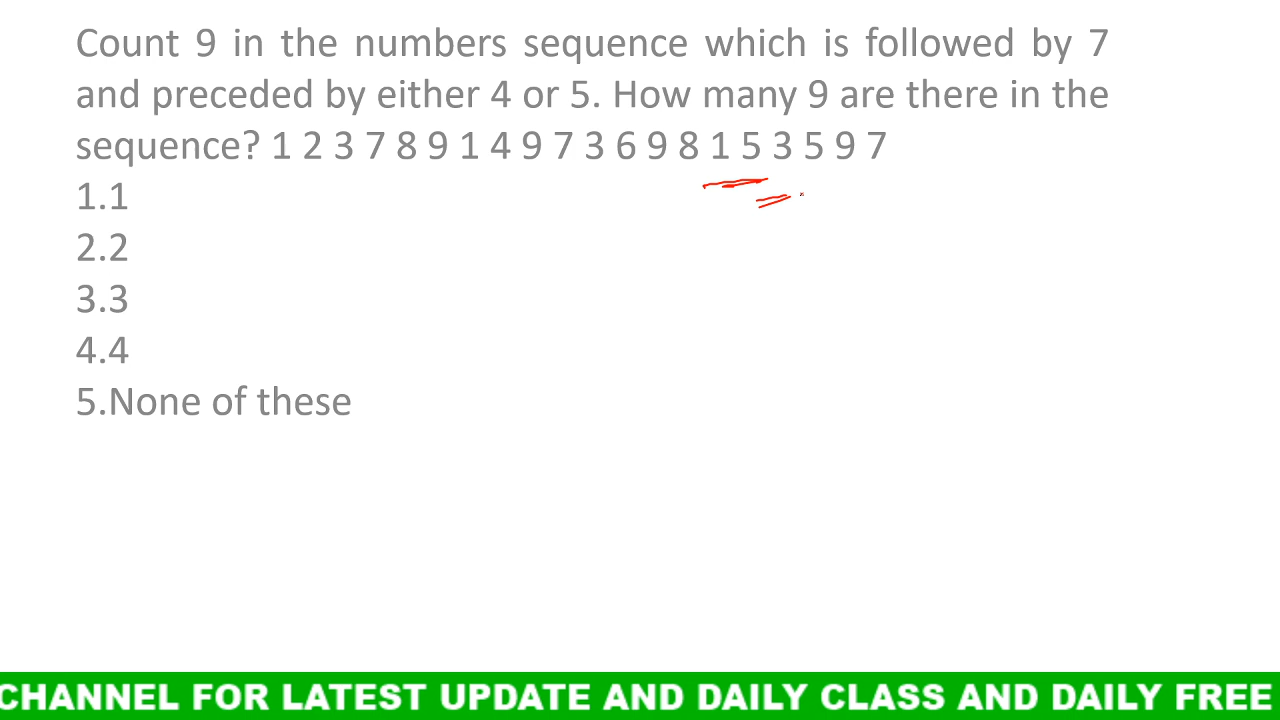 Count 9 in the numbers sequence which is followed by 7
and preceded by either 4 or 5. How many 9 are there in the
sequence? 1 2 3 7 8 9 1 4 9 7 3 6 9 8 1 5 3 5 9 7
1.1
2.2
3.3
4.4
5.None of these
CHANNEL FOR LATEST UPDATE AND DAILY CLASS AND DAILY FREE